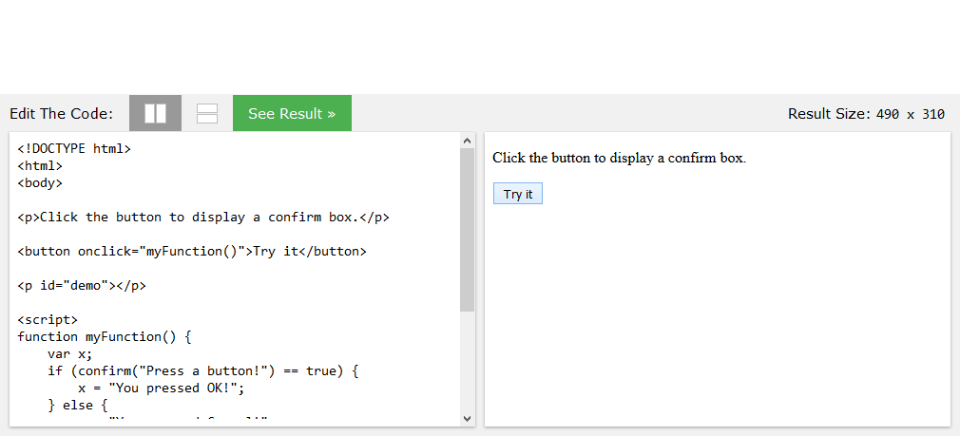 Edit The Code:
See Result »
Result Size: 490 x 310
<!DOCTYPE html>
<html>
<body>
<p>Click the button to display a confirm box.</p>
<button onclick="myFunction()">Try it</button>
<p id="demo"></p>
<script>
function myFunction() {
var x;
if (confirm("Press a button!") == true) {
x = "You pressed OK!";
} else {
Click the button to display a confirm box.
Try it